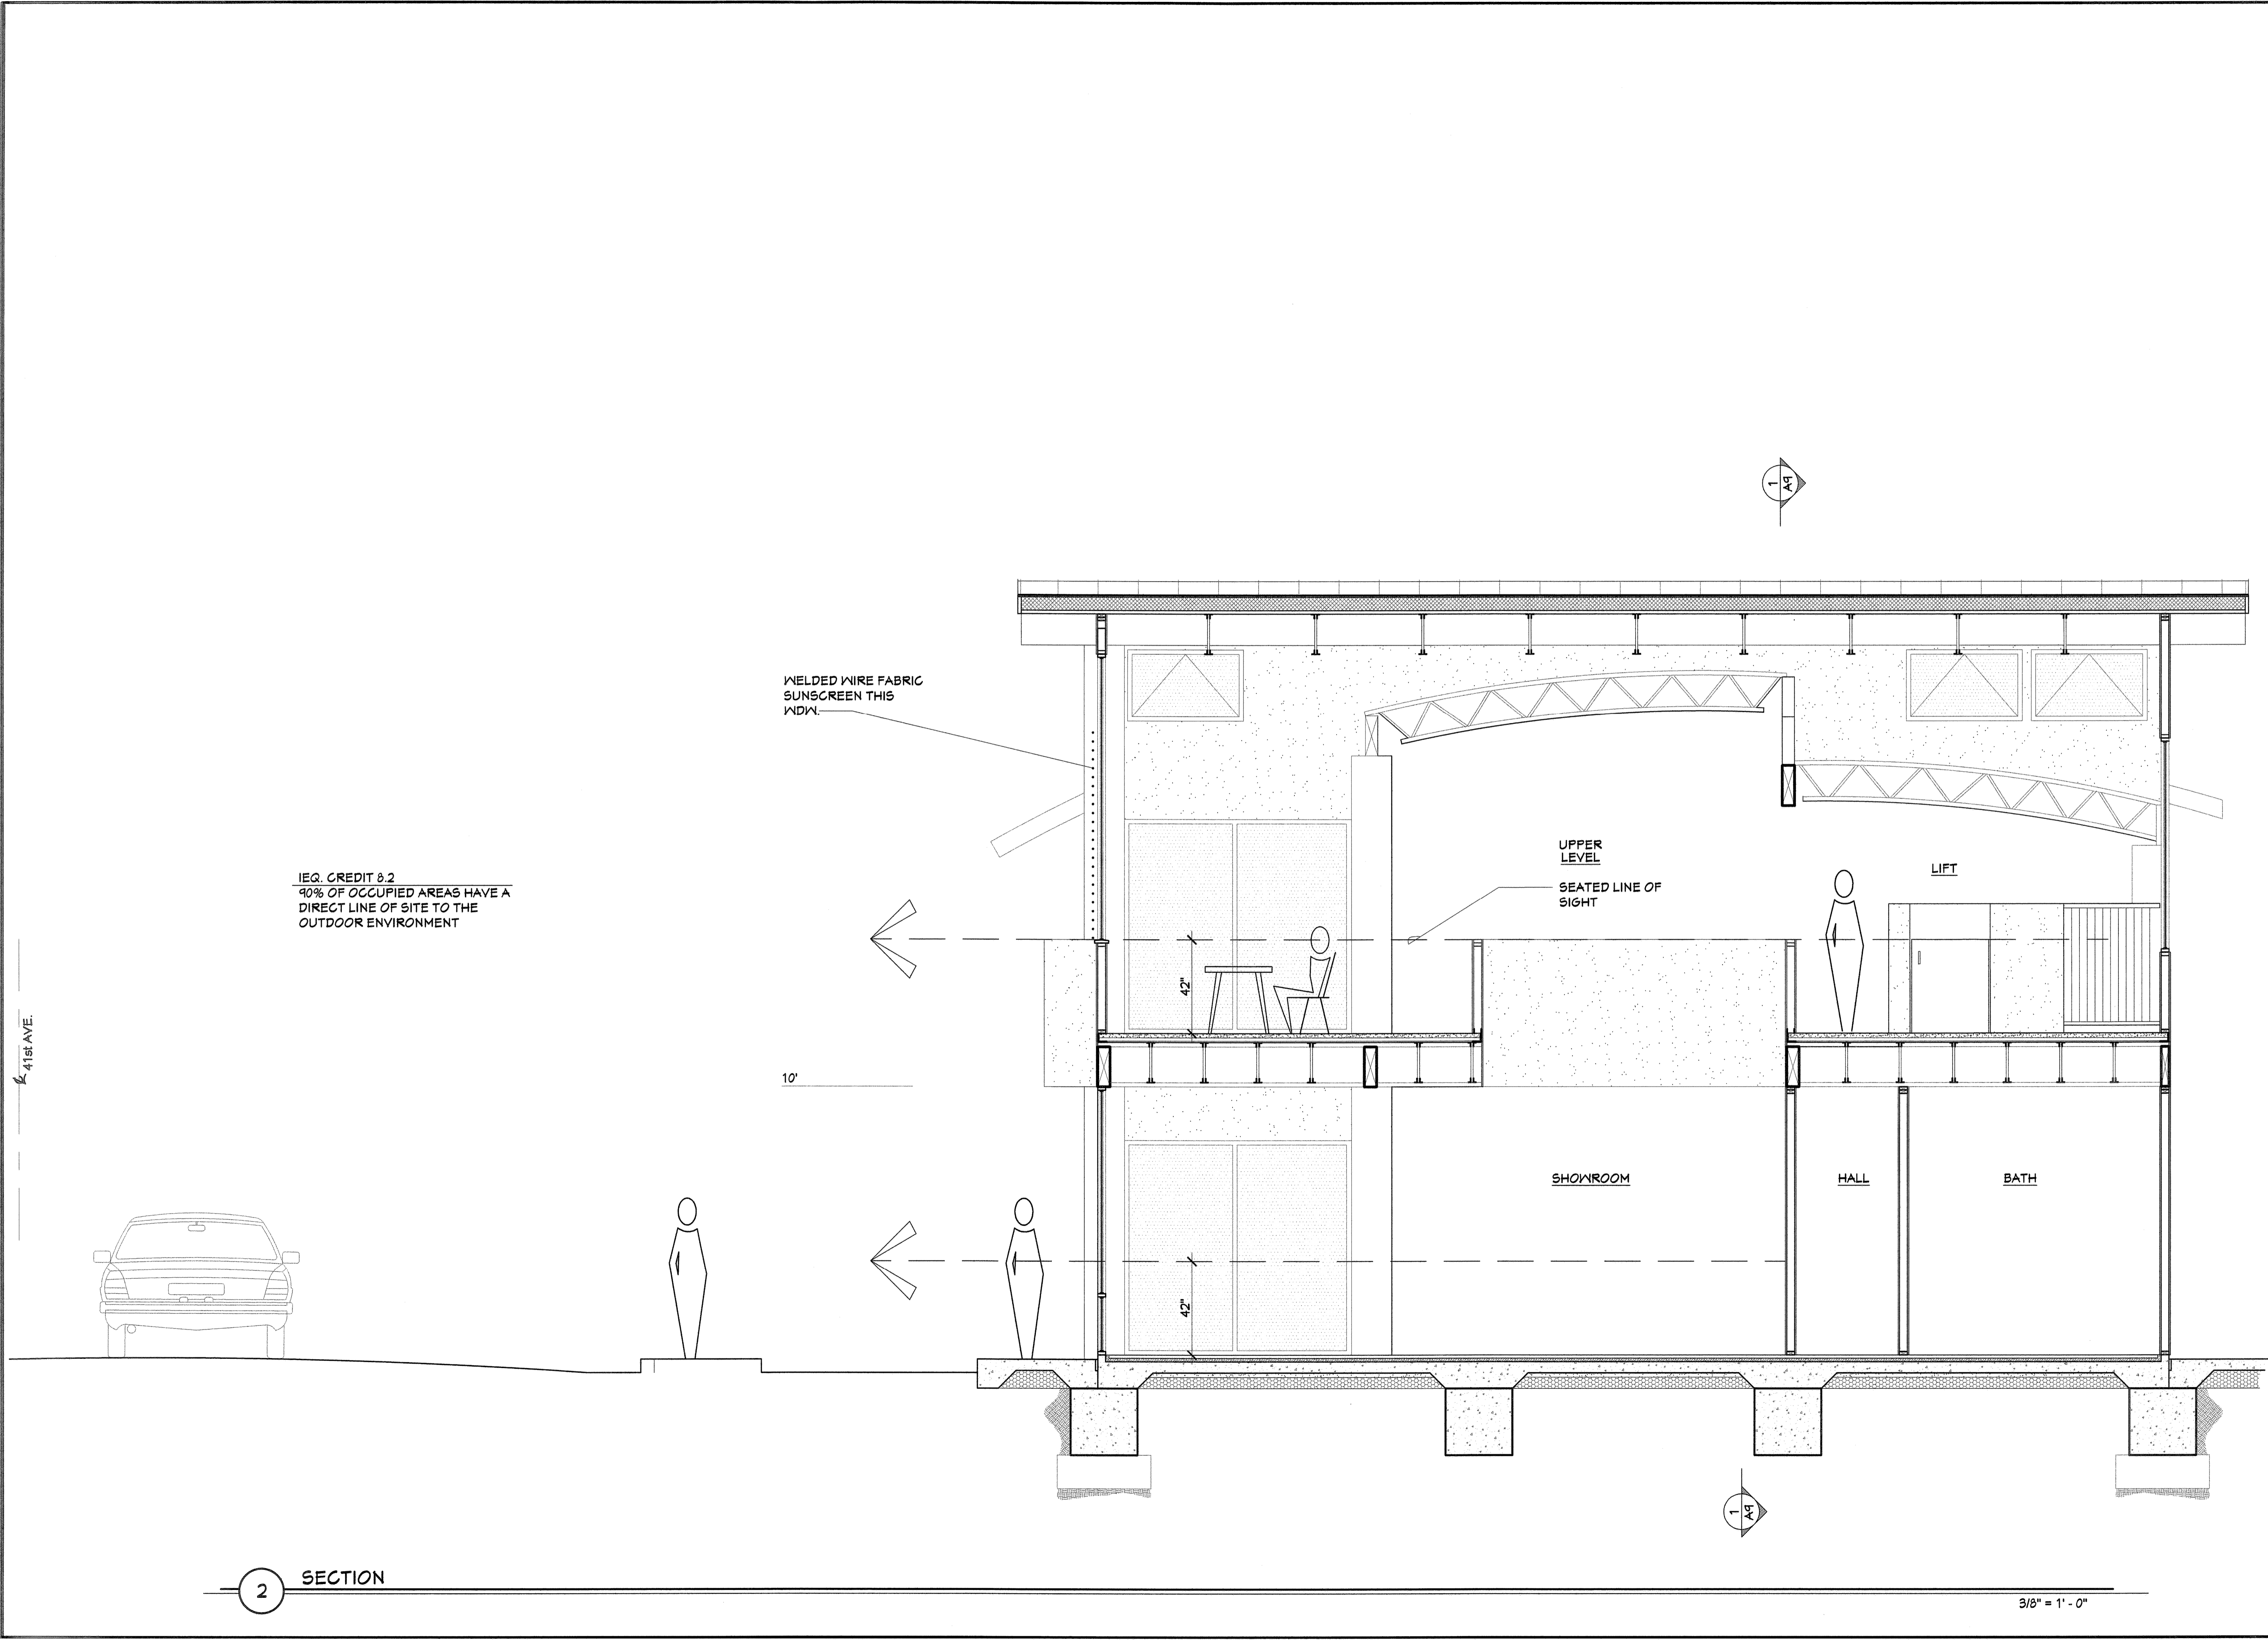 1
A9
WELDED WIRE FABRIC
SUNSCREEN THIS
WDW.
UPPER
LEVEL
LIFT
IEQ. CREDIT 8.2
90% OF OCCUPIED AREAS HAVE A
DIRECT LINE OF SITE TO THE
OUTDOOR ENVIRONMENT
SEATED LINE OF
SIGHT
42"
41st AVE.
10'
SHOWROOM
HALL
BATH
42"
1
A9
2
SECTION
3/8" = 1' - 0"